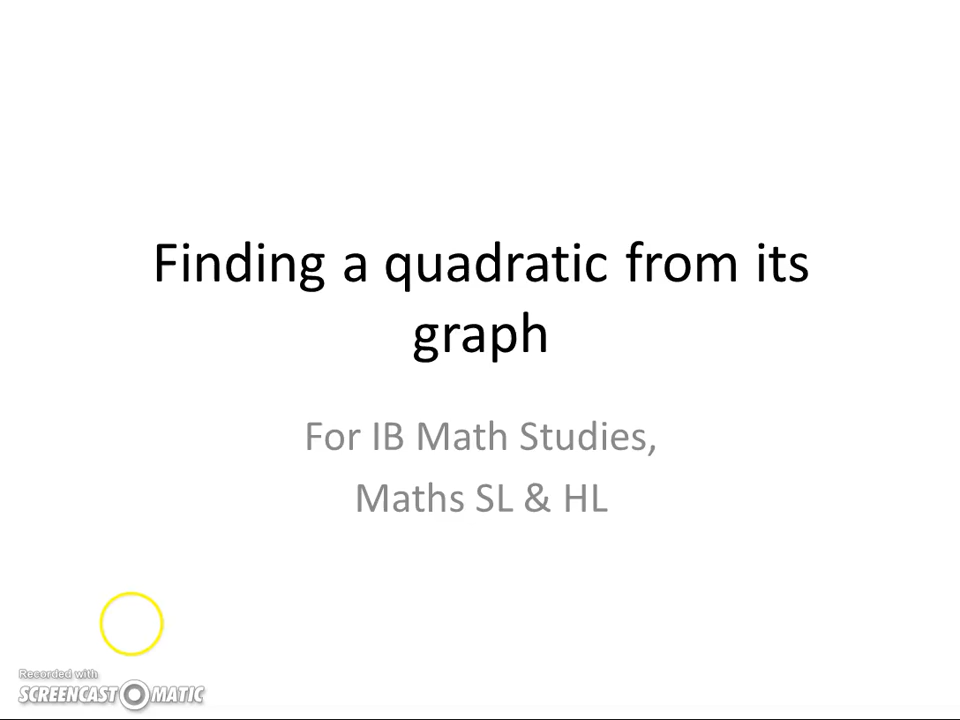 Finding a quadratic from its
graph
For IB Math Studies,
Maths SL & HL
Recorded with
SCREENCAST MATIC